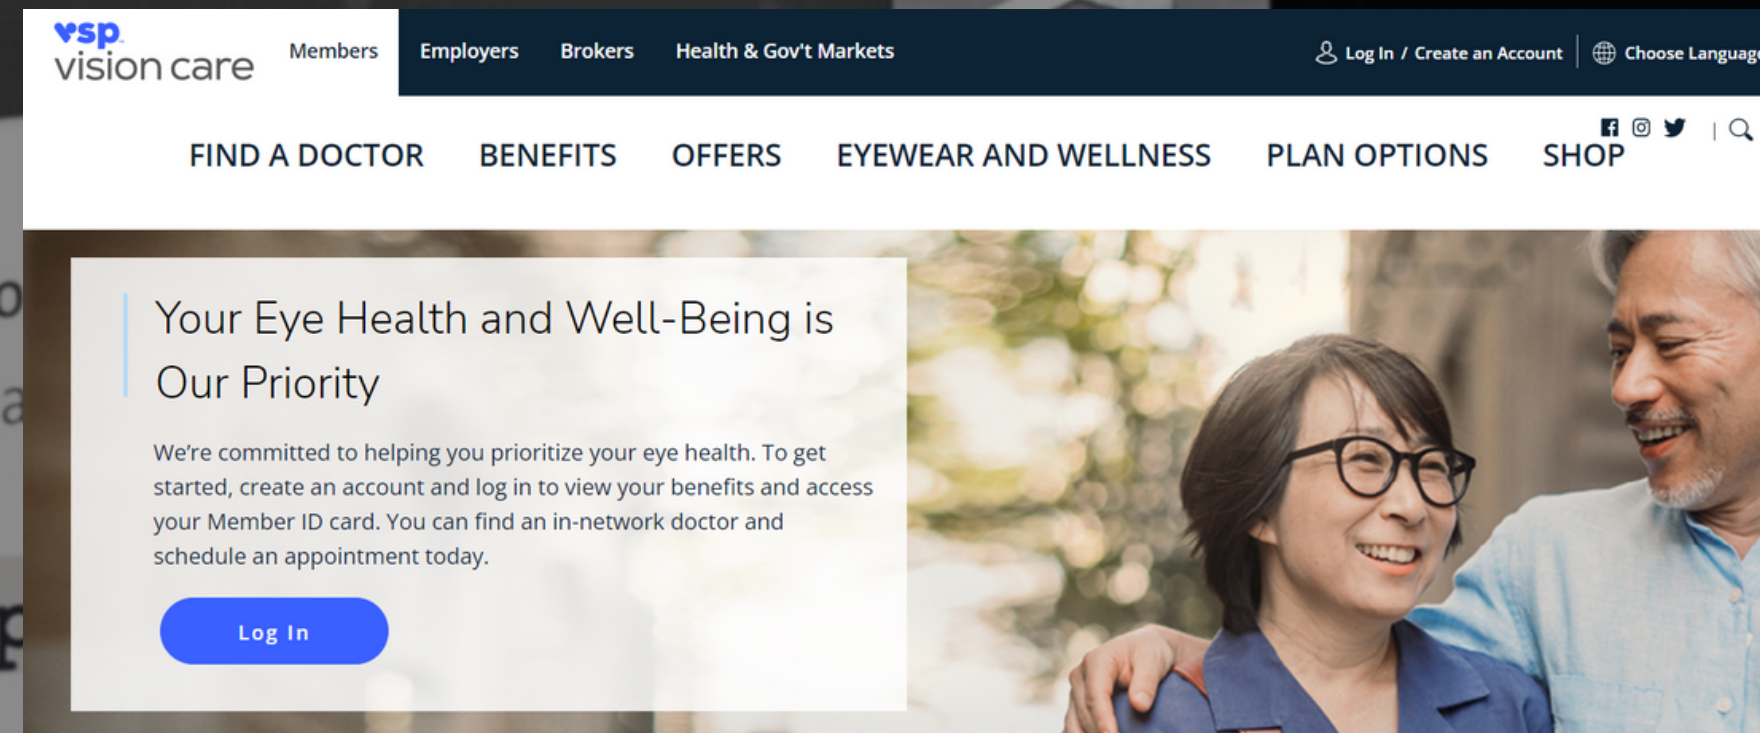 vsp
vision care
Members
Employers
Brokers
Health & Gov't Markets
Log In / Create an Account
Choose Language
FIND A DOCTOR
BENEFITS
OFFERS
EYEWEAR AND WELLNESS
PLAN OPTIONS
SHOP
Your Eye Health and Well-Being is
Our Priority
We're committed to helping you prioritize your eye health. To get
started, create an account and log in to view your benefits and access
your Member ID card. You can find an in-network doctor and
schedule an appointment today.
Log In